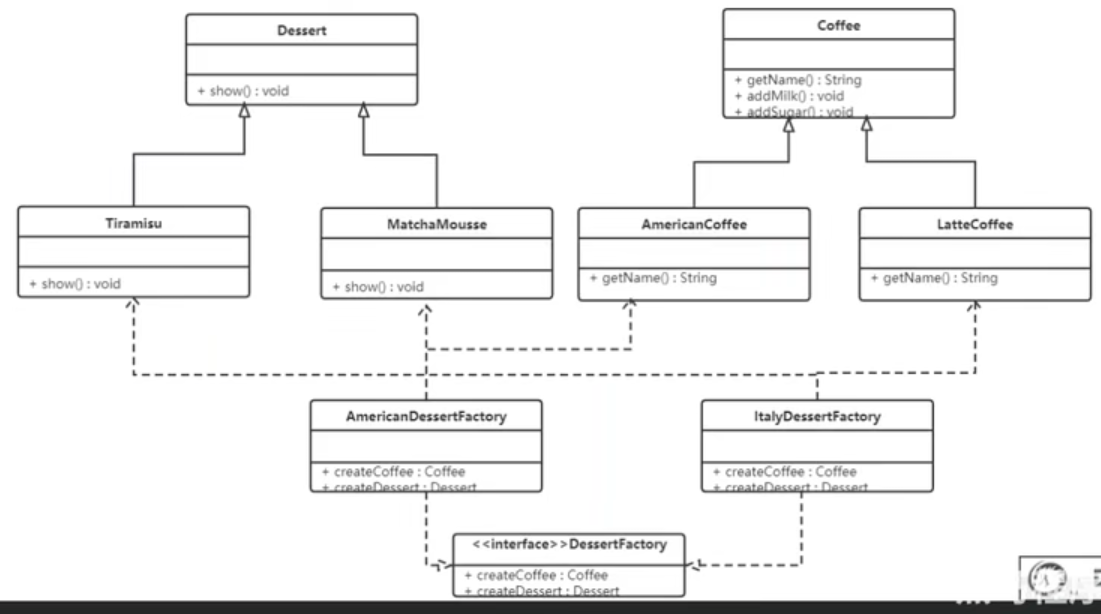 Dessert
+ show() : void
Coffee
+ getName() : String
+ addMilk() : void
+ addSugar() : void
Tiramisu
+ show() : void
MatchaMousse
+ show() : void
AmericanCoffee
+ getName() : String
LatteCoffee
+ getName() : String
AmericanDessertFactory
+ createCoffee : Coffee
+ createDessert : Dessert
ItalyDessertFactory
+ createCoffee : Coffee
+ createDessert : Dessert
<<interface>>DessertFactory
+ createCoffee : Coffee
+ createDessert : Dessert